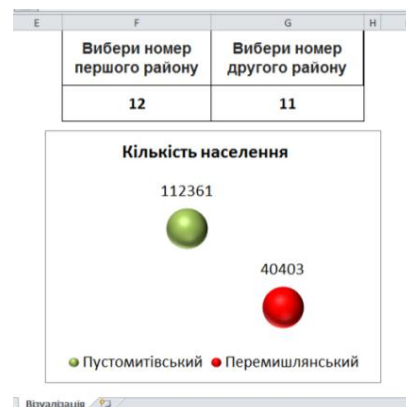 E F G H
Вибери номер першого району
Вибери номер другого району
12 11
Кількість населення
112361
40403
Пустомитівський Перемишлянський
Візуалізація